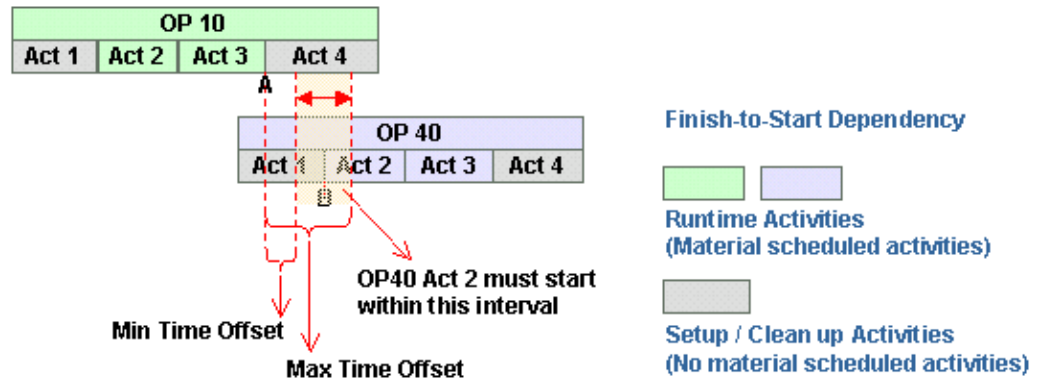 OP 10
Act 1 Act 2 Act 3 Act 4
A
OP 40
Act 1 Act 2 Act 3 Act 4
B
OP40 Act 2 must start
within this interval
Min Time Offset
Max Time Offset
Finish-to-Start Dependency
Runtime Activities
(Material scheduled activities)
Setup / Clean up Activities
(No material scheduled activities)